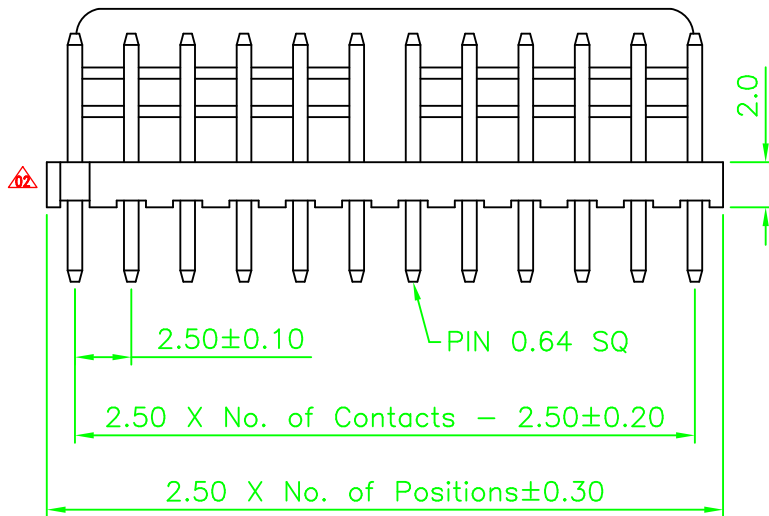 2.0
02
2.50±0.10
PIN 0.64 SQ
2.50 X No. of Contacts - 2.50±0.20
2.50 X No. of Positions±0.30